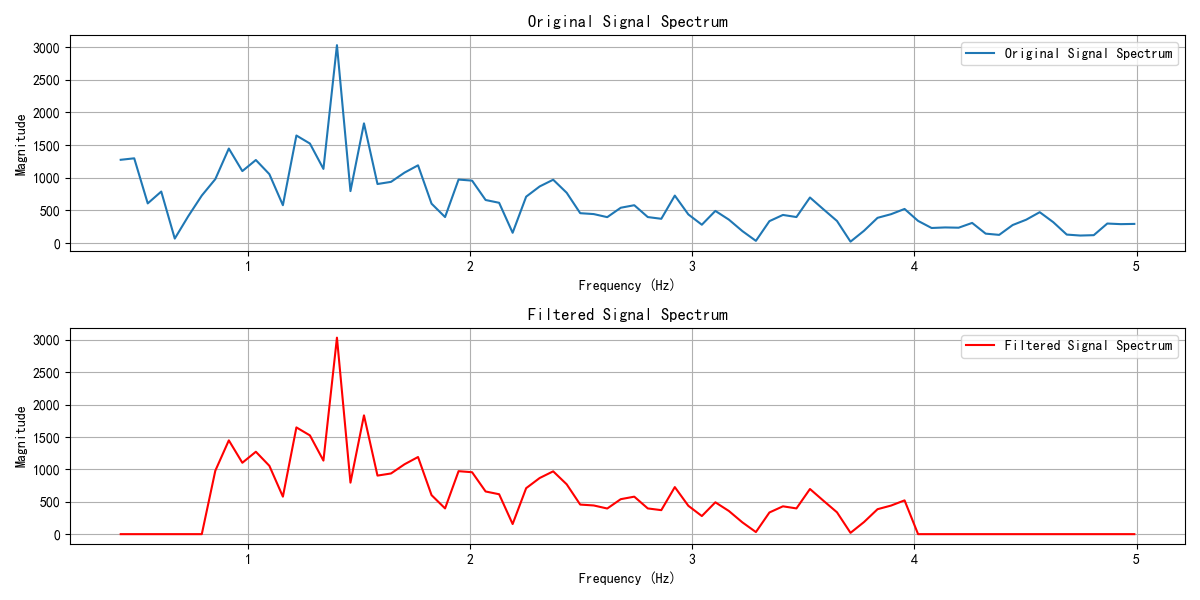 Original Signal Spectrum
3000
2500
2000
1500
1000
500
0
Magnitude
Original Signal Spectrum
1 2 3 4 5
Frequency (Hz)
Filtered Signal Spectrum
3000
2500
2000
1500
1000
500
0
Magnitude
Filtered Signal Spectrum
1 2 3 4 5
Frequency (Hz)